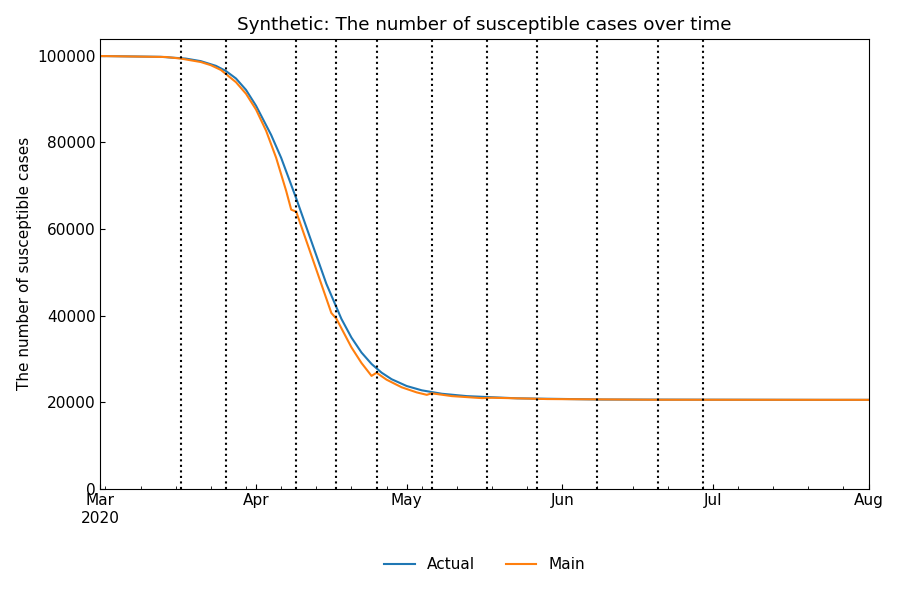 Synthetic: The number of susceptible cases over time
The number of susceptible cases
100000
80000
60000
40000
20000
0
Mar Apr May Jun Jul Aug
2020
Actual Main